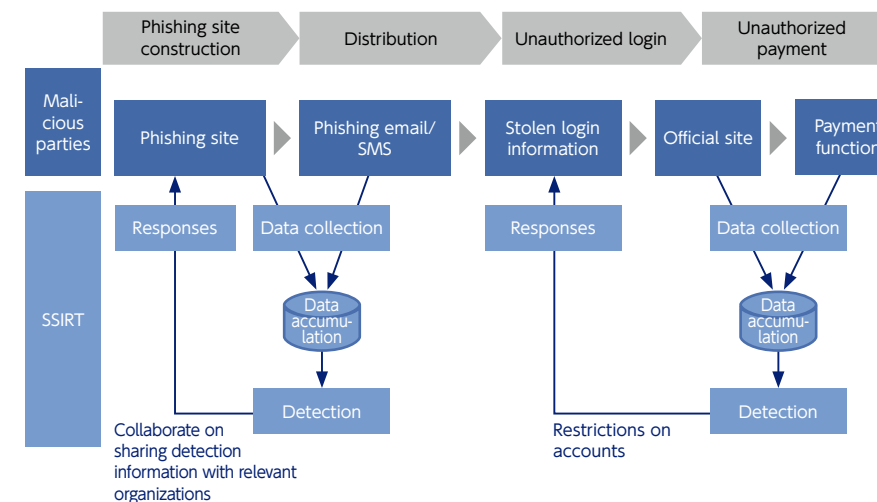 Phishing site
construction
Distribution
Unauthorized login
Unauthorized
payment
Mali-
cious
parties
Phishing site
Phishing email/
SMS
Stolen login
information
Official site
Payment
function
SSIRT
Responses
Data collection
Responses
Data collection
Data
accumu-
lation
Data
accumu-
lation
Detection
Detection
Collaborate on
sharing detection
information with relevant
organizations
Restrictions on
accounts